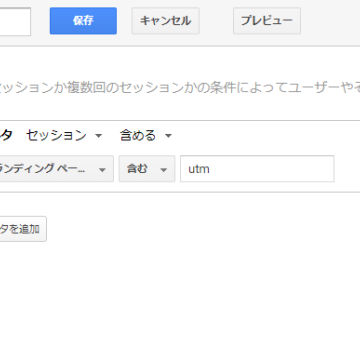 保存 キャンセル プレビュー
セッションか複数回のセッションかの条件によってユーザーやそ
タ セッション 含める
ランディング ペー... 含む utm
タを追加